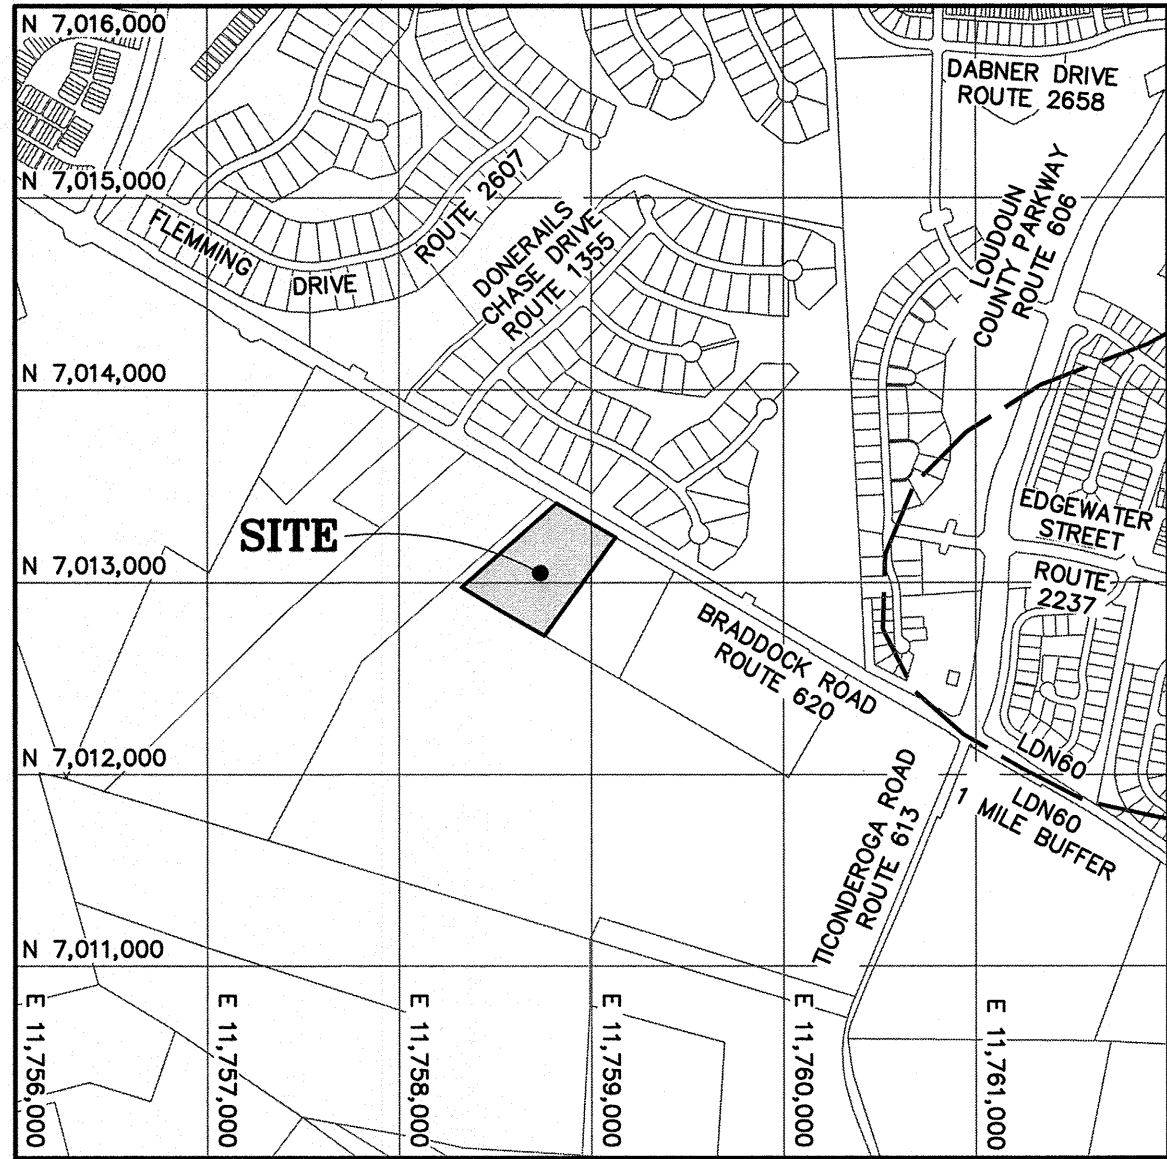 N 7,016,000
DABNER DRIVE
ROUTE 2658
N 7,015,000
FLEMMING
DRIVE
ROUTE 2607
DONERAILS
CHASE DRIVE
ROUTE 1355
LOUDOUN
COUNTY PARKWAY
ROUTE 606
N 7,014,000
SITE
EDGEWATER
STREET
ROUTE
2237
N 7,013,000
BRADDOCK ROAD
ROUTE 620
N 7,012,000
LDN60
LDN60
1 MILE BUFFER
TICONDEROGA ROAD
ROUTE 613
N 7,011,000
E 11,756,000
E 11,757,000
E 11,758,000
E 11,759,000
E 11,760,000
E 11,761,000